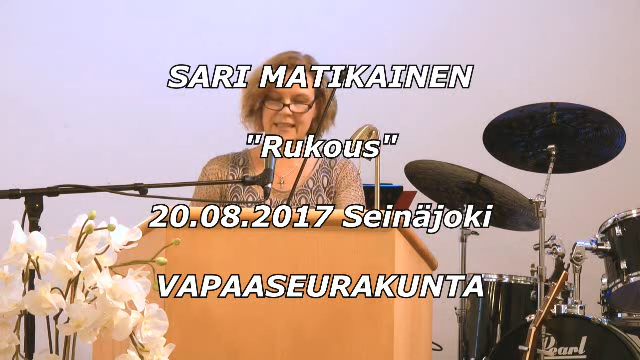 SARI MATIKAINEN
"Rukous"
20.08.2017 Seinäjoki
VAPAASEURAKUNTA
Pearl